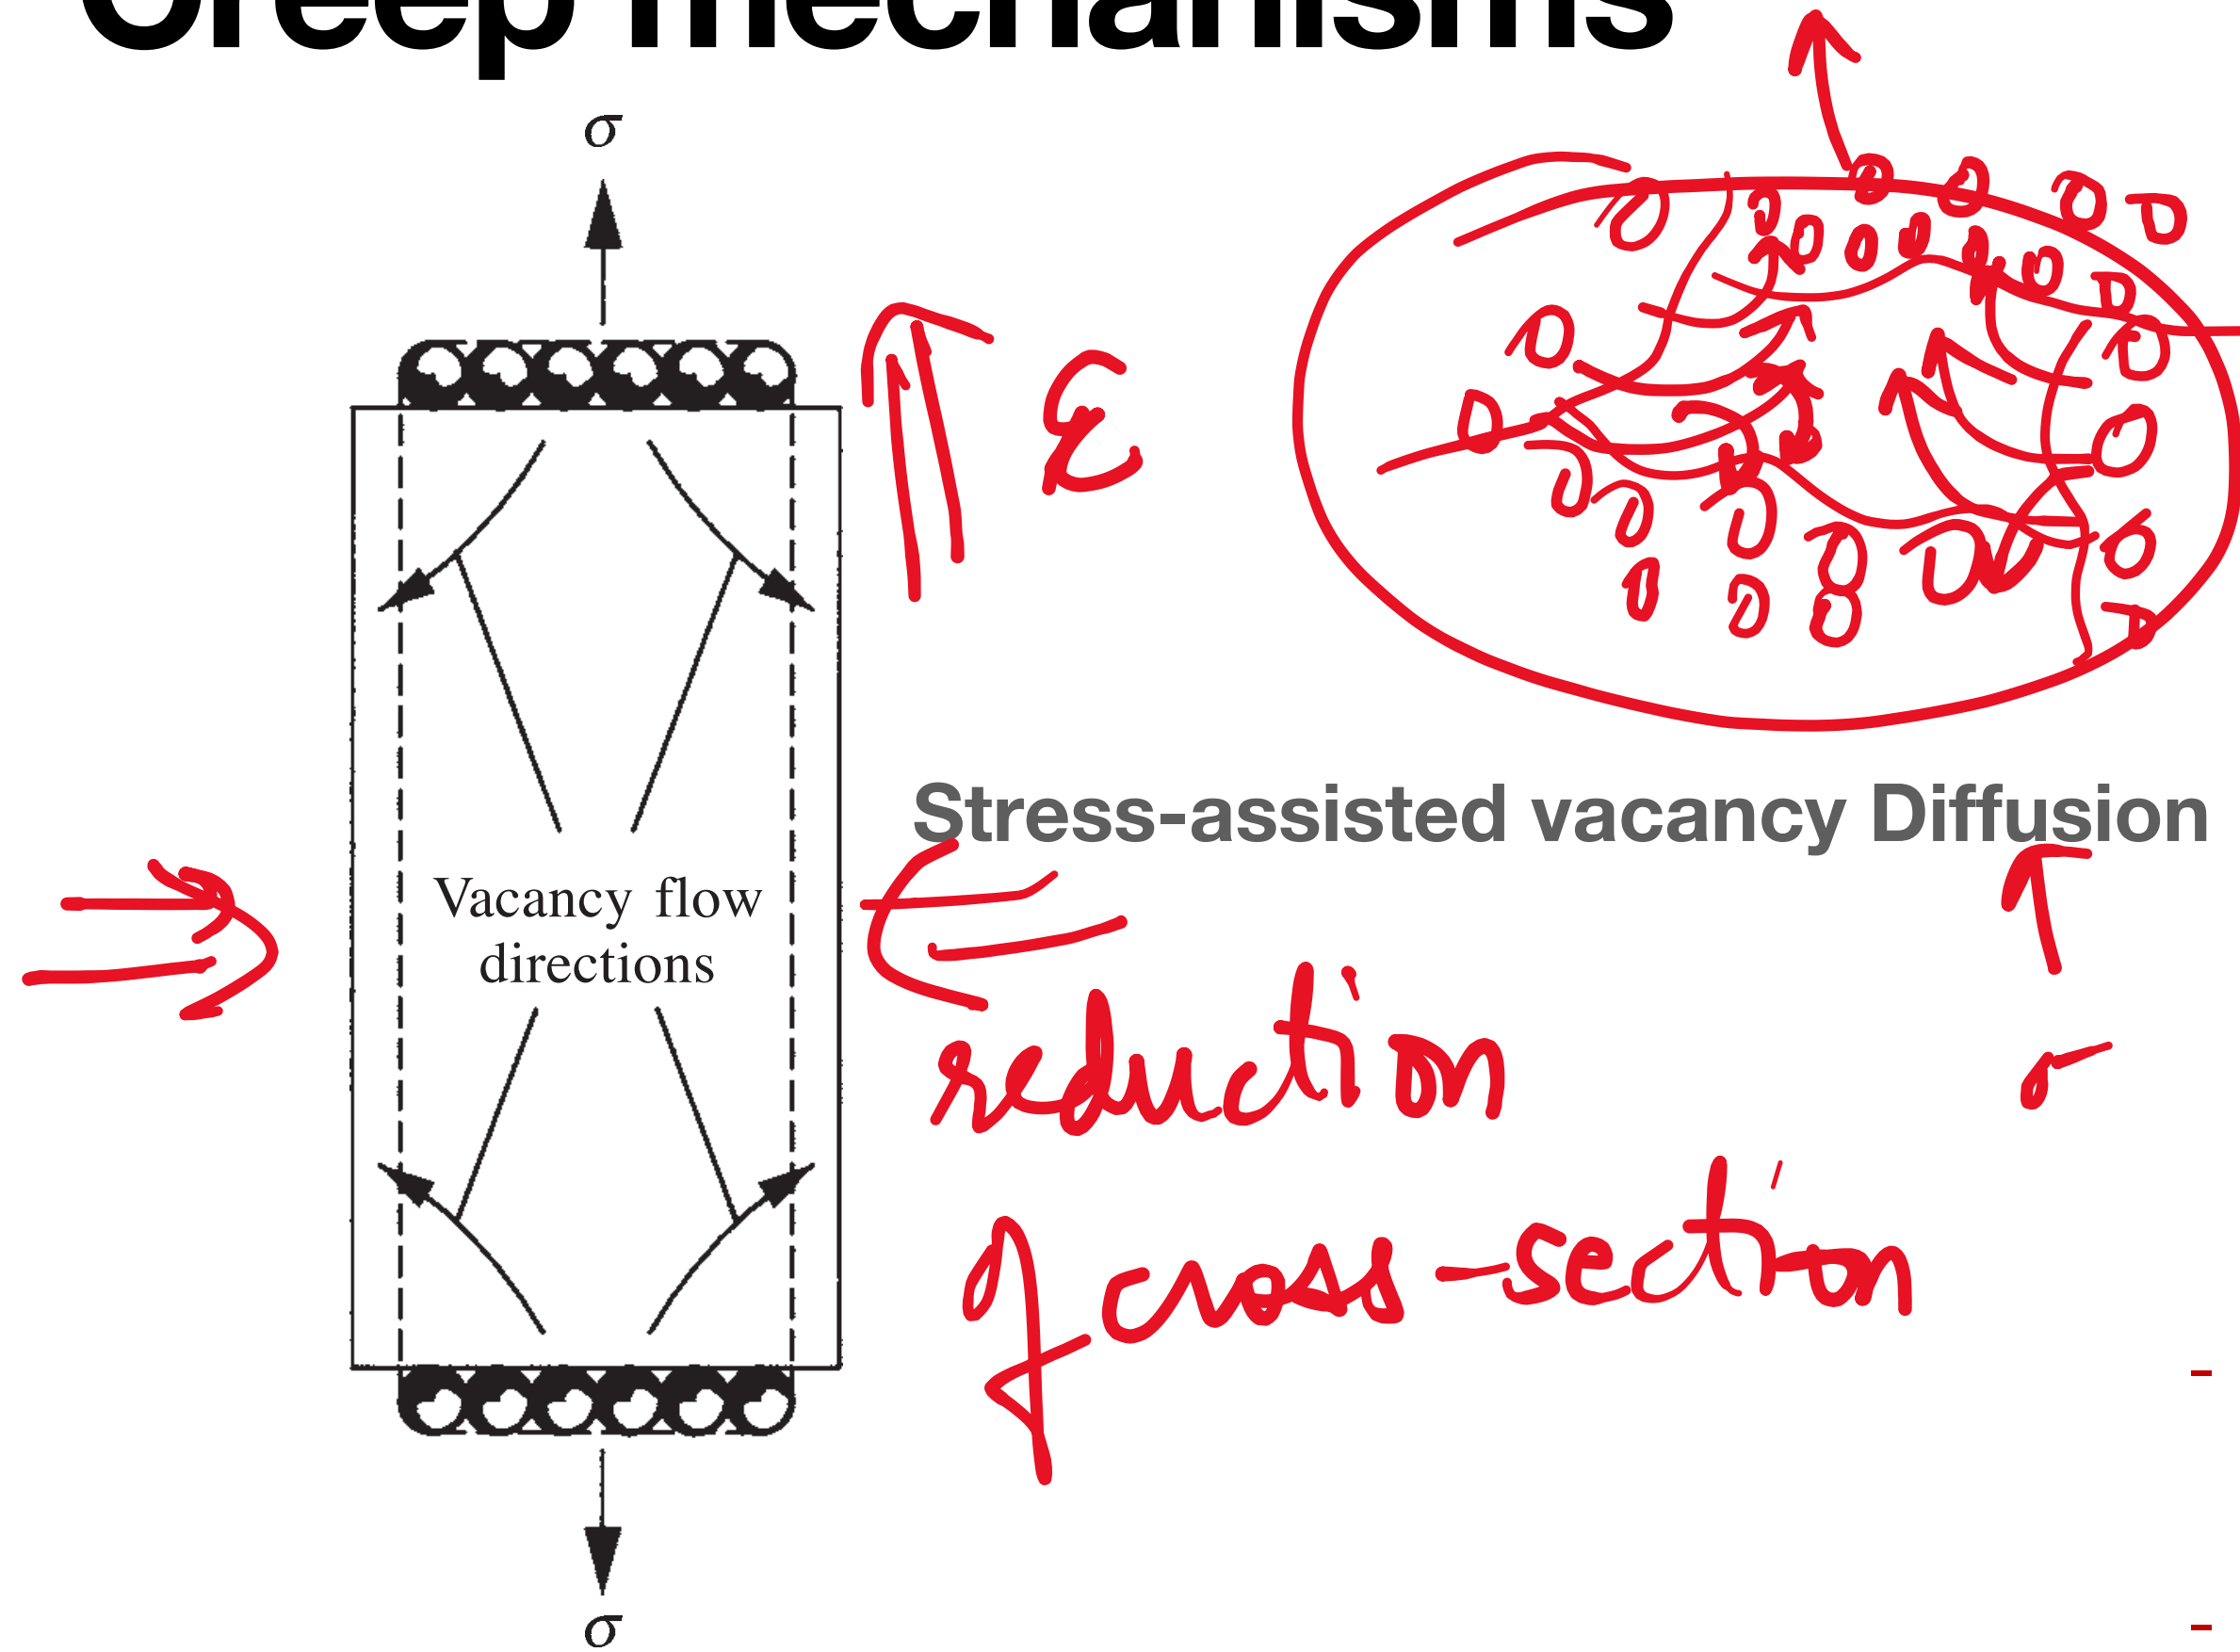 Creep mechanisms
σ
ε
Stress-assisted vacancy Diffusion
Vacancy flow
directions
reduction
σ
of cross-section
σ